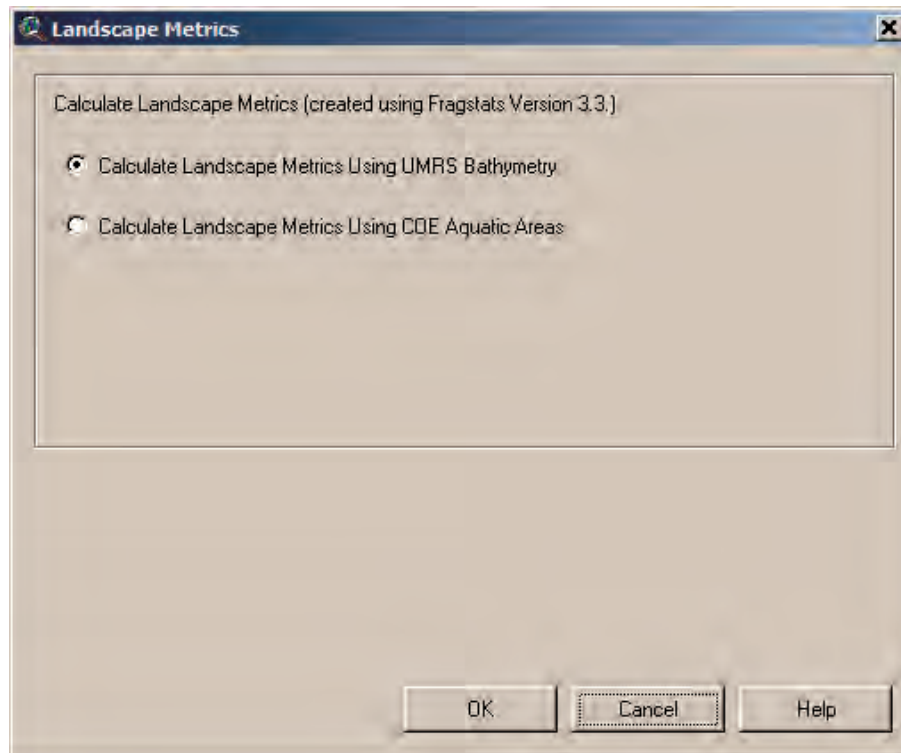 Landscape Metrics
Calculate Landscape Metrics (created using Fragstats Version 3.3.)
Calculate Landscape Metrics Using UMRS Bathymetry
Calculate Landscape Metrics Using COE Aquatic Areas
OK Cancel Help